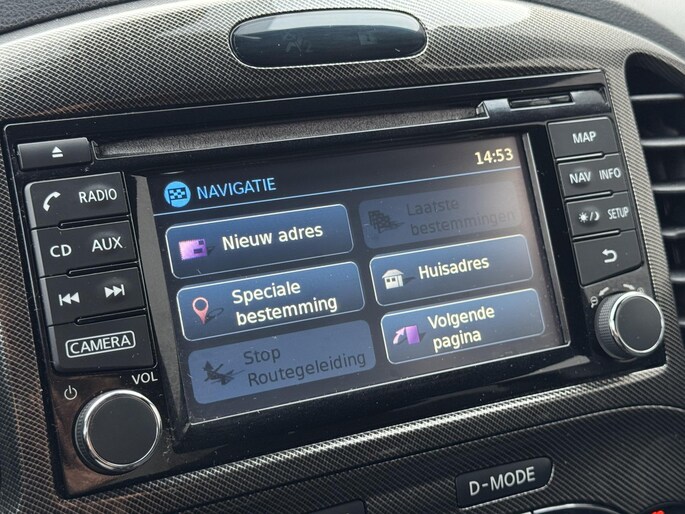 14:53
NAVIGATIE
Nieuw adres
Laatste
bestemmingen
Speciale
bestemming
Huisadres
Stop
Routegeleiding
Volgende
pagina
RADIO
CD AUX
CAMERA
VOL
MAP
NAV INFO
SETUP
D-MODE